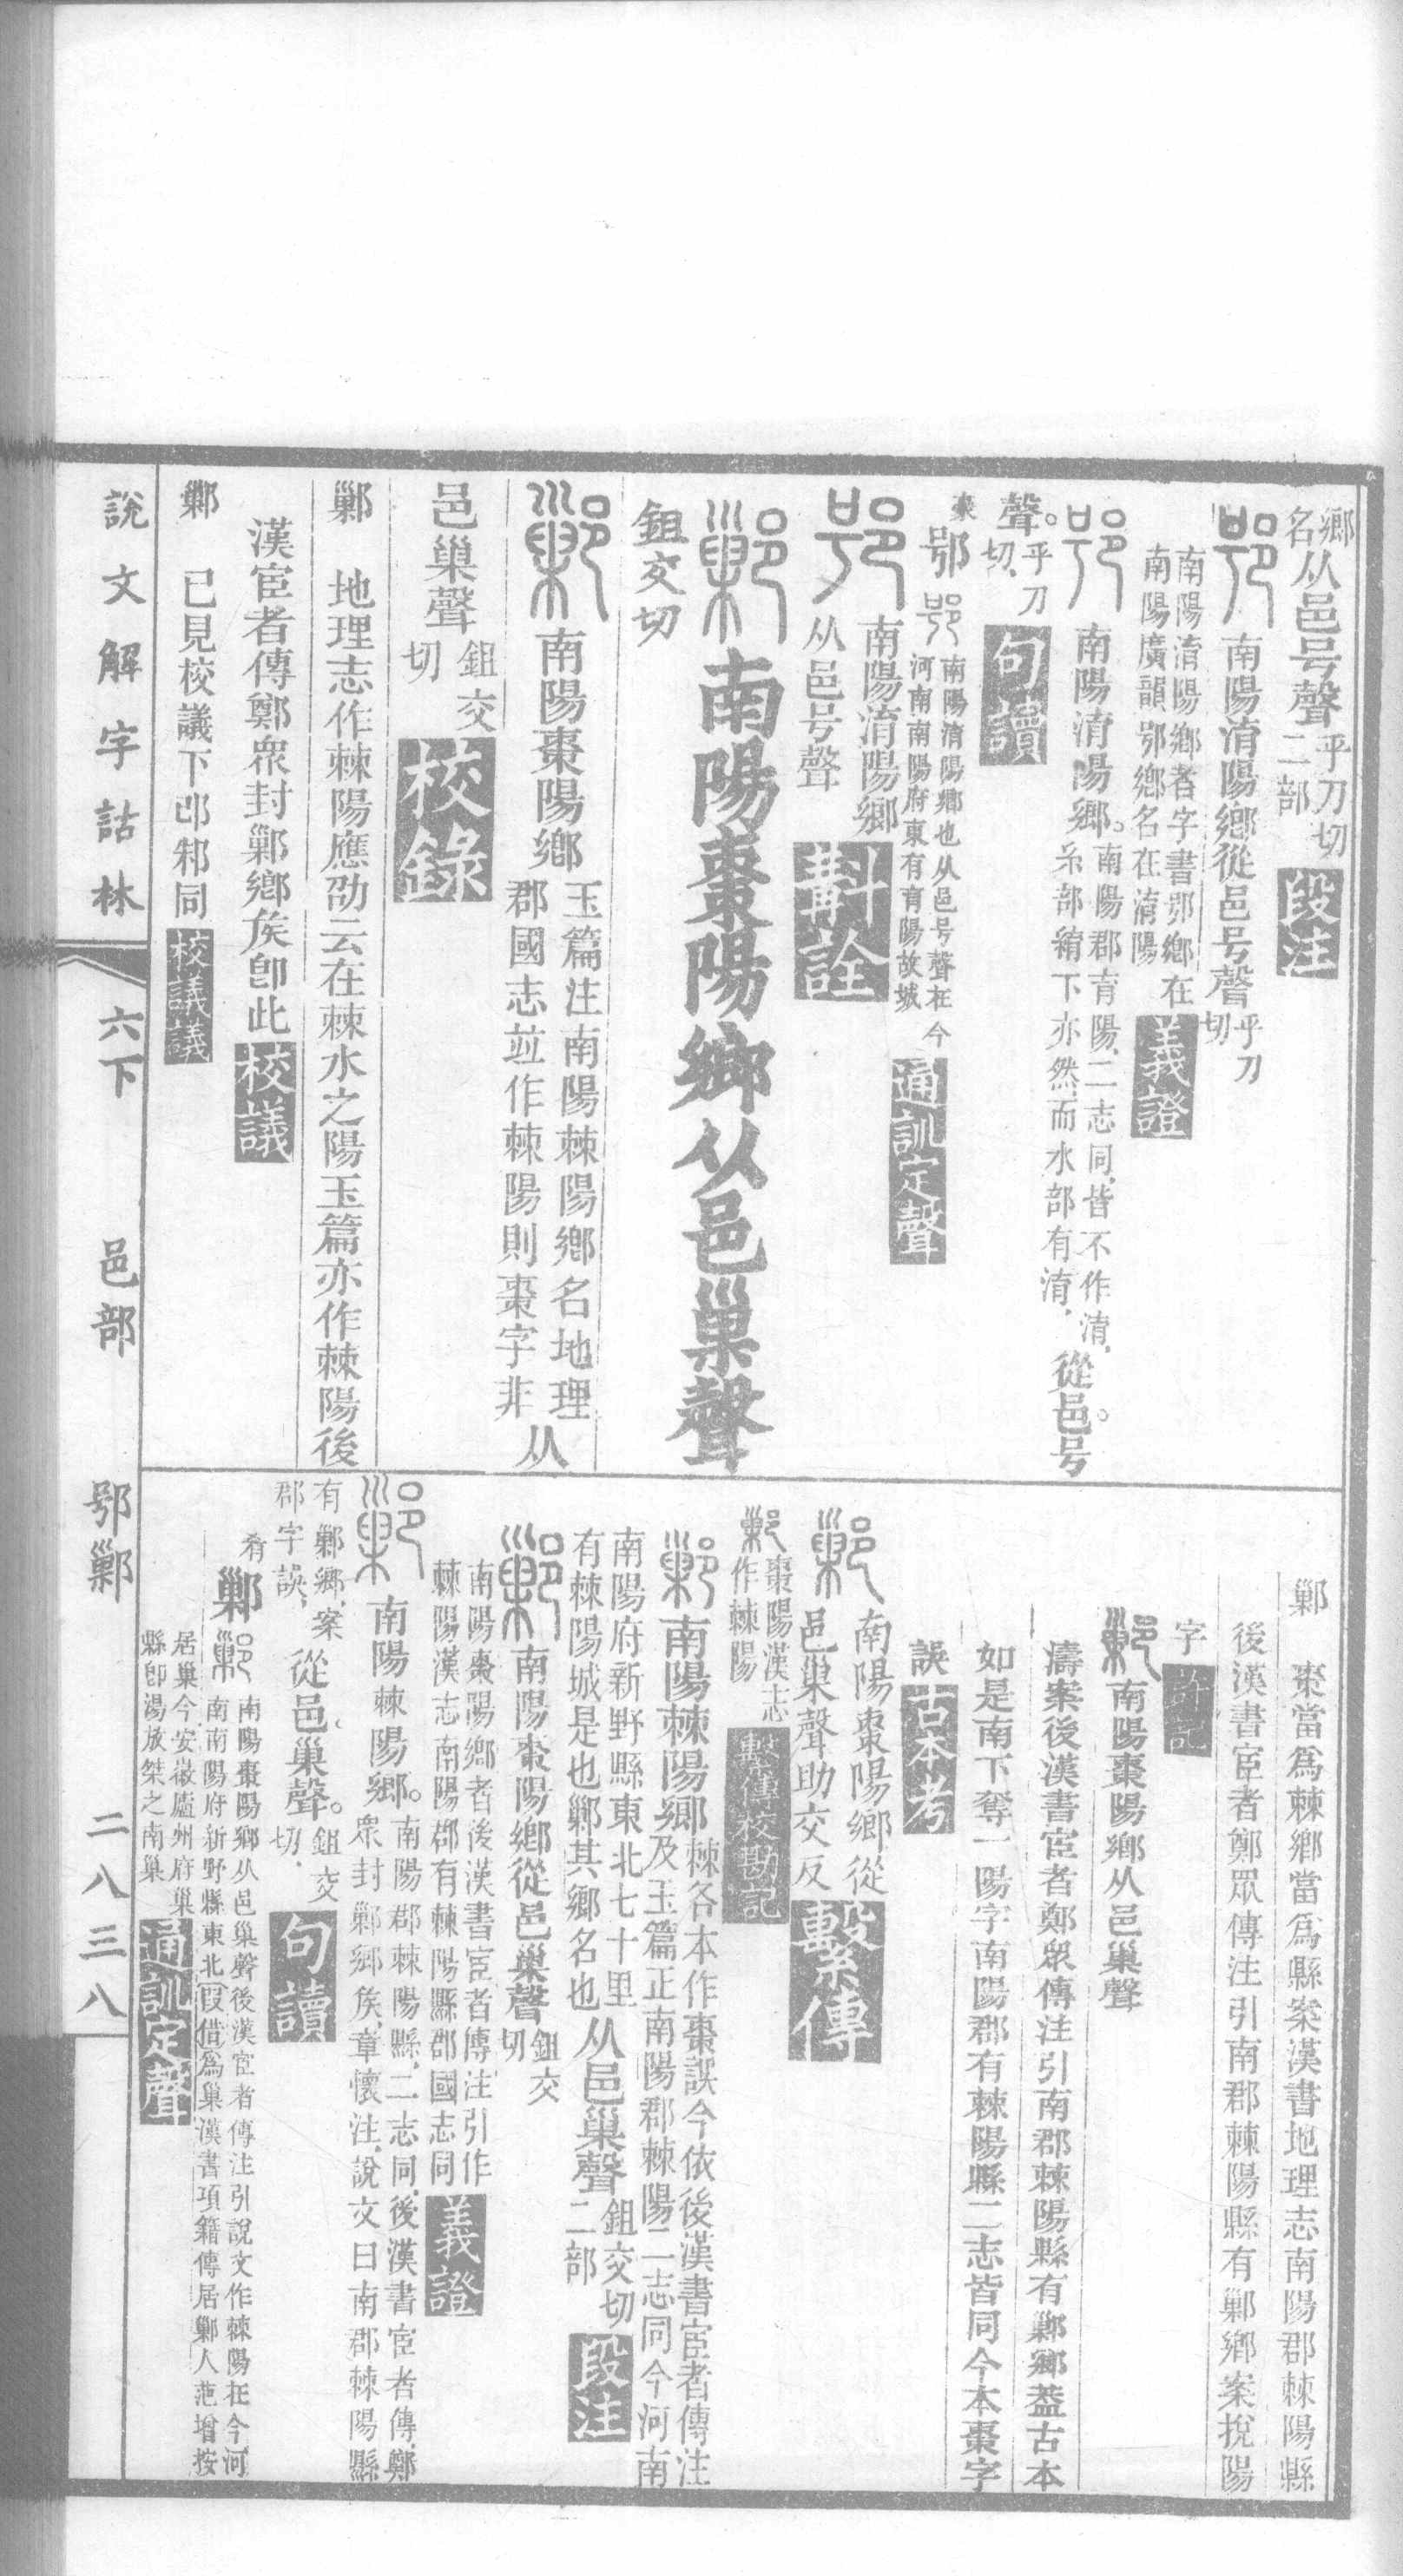 鄉名从邑号聲乎刀切二部段注
鄂南陽淯陽鄉從邑号聲乎刀切
南陽淯陽鄉者字書鄂鄉在南陽廣韻鄂鄉名在淯陽義證
南陽淯陽鄉。南陽郡育陽、二志同、皆不作淯、糸部綃下亦然、而水部有淯、從邑号。
聲。乎刀切、句讀
豪鄂南陽淯陽鄉也从邑号聲在今河南南陽府東有育陽故城通訓定聲
南陽淯陽鄉从邑号聲斠詮
南陽棗陽鄉从邑巢聲
鉏交切
南陽棗陽鄉玉篇注南陽棘陽鄉名地理郡國志竝作棘陽則棗字非从
邑巢聲鉏交切校錄
鄛 地理志作棘陽應劭云在棘水之陽玉篇亦作棘陽後
漢宦者傳鄭衆封鄛鄉矦卽此校議
鄛 已見校議下邔邾同校議議
鄛 棗當爲棘鄉當爲縣案漢書地理志南陽郡棘陽縣
後漢書宦者鄭眾傳注引南郡棘陽縣有鄛鄉案挩陽
字許記
南陽棗陽鄉从邑巢聲
濤案後漢書宦者鄭衆傳注引南郡棘陽縣有鄛鄉葢古本
如是南下奪一陽字南陽郡有棘陽縣二志皆同今本棗字
誤古本考
南陽棗陽鄉從邑巢聲助交反繫傳
棗陽漢志作棘陽繫傳校勘記
南陽棘陽鄉棘各本作棗誤今依後漢書宦者傳注及玉篇正南陽郡棘陽二志同今河南
南陽府新野縣東北七十里有棘陽城是也鄛其鄉名也从邑巢聲鉏交切二部段注
南陽棗陽鄉從邑巢聲鉏交切
南陽棗陽鄉者後漢書宦者傳注引作棘陽漢志南陽郡有棘陽縣郡國志同義證
南陽棘陽鄉。南陽郡棘陽縣、二志同、後漢書宦者傳、鄭衆封鄛鄉矦、章懷注、說文曰南郡棘陽縣
有鄛鄉、案郡字誤、從邑、巢聲。鉏交切、句讀
肴鄛南陽棗陽鄉从邑巢聲後漢宦者傳注引說文作棘陽在今河南南陽府新野縣東北假借爲巢漢書項籍傳居鄛人范增按
居巢今安徽廬州府巢縣卽湯放桀之南巢通訓定聲
說文解字詁林 六下 邑部 鄂鄛 二八三八